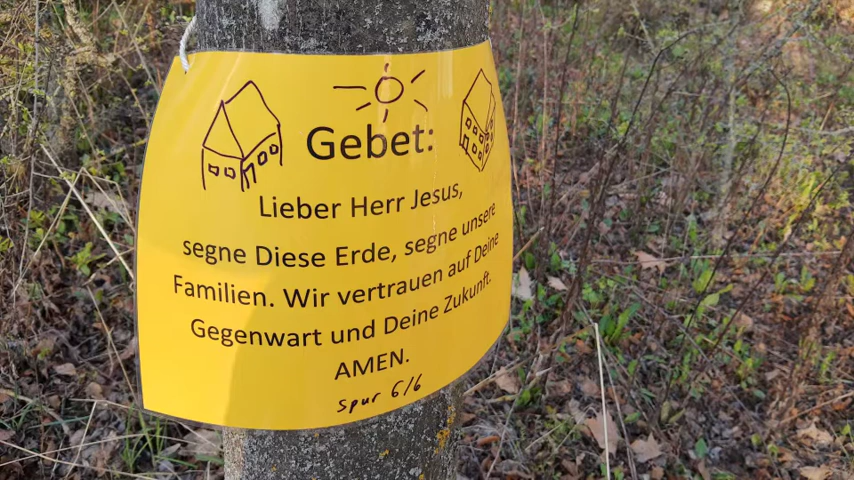 Gebet:
Lieber Herr Jesus,
segne Diese Erde, segne unsere
Familien. Wir vertrauen auf Deine
Gegenwart und Deine Zukunft.
AMEN.
Spur 6/6